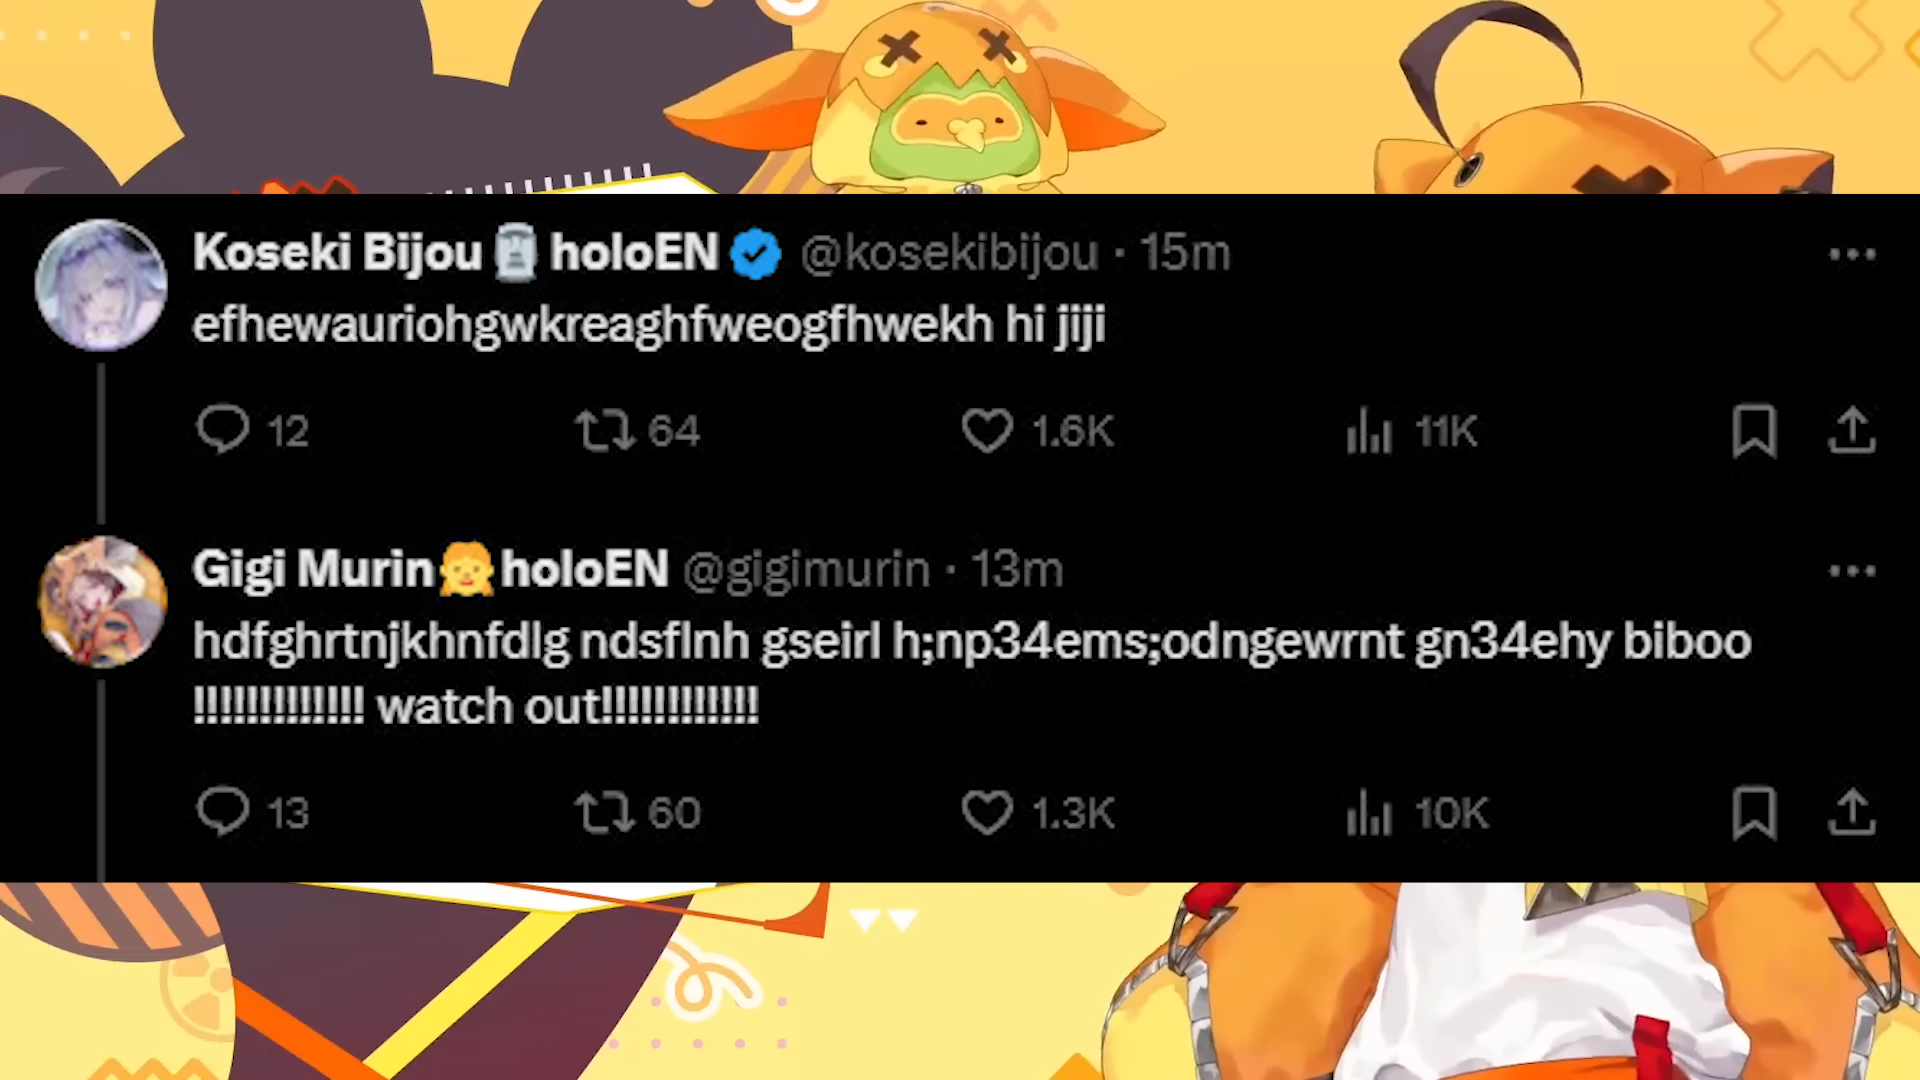 Koseki Bijou🗿holoEN @kosekibijou · 15m
efhewauriohgwkreaghfweogfhwekh hi jiji
12 64 1.6K 11K
Gigi Murin👧holoEN @gigimurin · 13m
hdfghrtnjkhnfdlg ndsflnh gseirl h;np34ems;odngewrnt gn34ehy biboo
!!!!!!!!!!!!! watch out!!!!!!!!!!!!
13 60 1.3K 10K